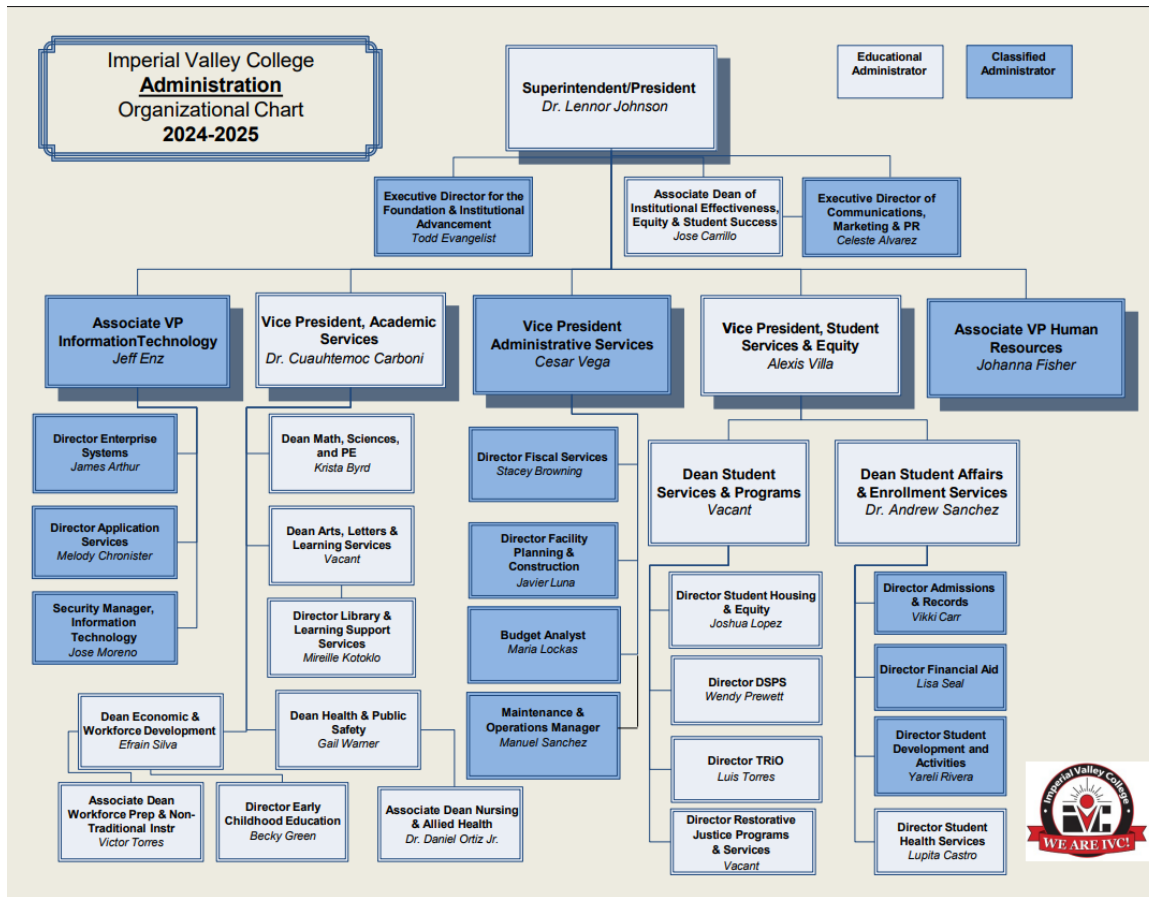 Imperial Valley College
Administration
Organizational Chart
2024-2025
Educational
Administrator
Classified
Administrator
Superintendent/President
Dr. Lennor Johnson
Executive Director for the
Foundation & Institutional
Advancement
Todd Evangelist
Associate Dean of
Institutional Effectiveness,
Equity & Student Success
Jose Carrillo
Executive Director of
Communications,
Marketing & PR
Celeste Alvarez
Associate VP
InformationTechnology
Jeff Enz
Vice President, Academic
Services
Dr. Cuauhtemoc Carboni
Vice President
Administrative Services
Cesar Vega
Vice President, Student
Services & Equity
Alexis Villa
Associate VP Human
Resources
Johanna Fisher
Director Enterprise
Systems
James Arthur
Director Application
Services
Melody Chronister
Security Manager,
Information
Technology
Jose Moreno
Dean Math, Sciences,
and PE
Krista Byrd
Dean Arts, Letters &
Learning Services
Vacant
Director Library &
Learning Support
Services
Mireille Kotoklo
Dean Economic &
Workforce Development
Efrain Silva
Dean Health & Public
Safety
Gail Warner
Associate Dean
Workforce Prep & Non-
Traditional Instr
Victor Torres
Director Early
Childhood Education
Becky Green
Associate Dean Nursing
& Allied Health
Dr. Daniel Ortiz Jr.
Director Fiscal Services
Stacey Browning
Director Facility
Planning &
Construction
Javier Luna
Budget Analyst
Maria Lockas
Maintenance &
Operations Manager
Manuel Sanchez
Dean Student
Services & Programs
Vacant
Director Student Housing
& Equity
Joshua Lopez
Director DSPS
Wendy Prewett
Director TRiO
Luis Torres
Director Restorative
Justice Programs
& Services
Vacant
Dean Student Affairs
& Enrollment Services
Dr. Andrew Sanchez
Director Admissions
& Records
Vikki Carr
Director Financial Aid
Lisa Seal
Director Student
Development and
Activities
Yareli Rivera
Director Student
Health Services
Lupita Castro
Imperial Valley College
IVC
WE ARE IVC!